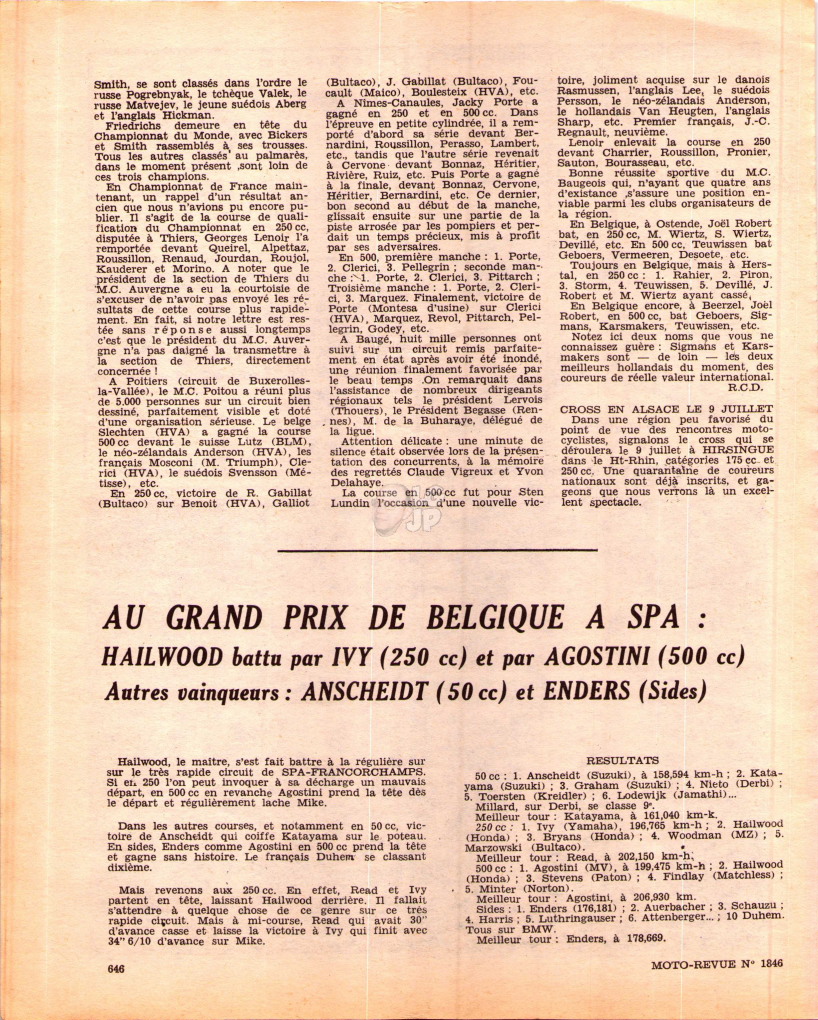 Smith, se sont classés dans l'ordre le
russe Pogrebnyak, le tchèque Valek, le
russe Matvejev, le jeune suédois Aberg
et l'anglais Hickman.
Friedrichs demeure en tête du
Championnat du Monde, avec Bickers
et Smith rassemblés à ses trousses.
Tous les autres classés au palmarès,
dans le moment présent ,sont loin de
ces trois champions.
En Championnat de France main-
tenant, un rappel d'un résultat an-
cien que nous n'avions pu encore pu-
blier. Il s'agit de la course de quali-
fication du Championnat en 250 cc,
disputée à Thiers, Georges Lenoir l'a
remportée devant Queirel, Alpettaz,
Roussillon, Renaud, Jourdan, Roujol,
Kauderer et Morino. A noter que le
président de la section de Thiers du
M.C. Auvergne a eu la courtoisie de
s'excuser de n'avoir pas envoyé les ré-
sultats de cette course plus rapide-
ment. En fait, si notre lettre est res-
tée sans réponse aussi longtemps
c'est que le président du M.C. Auver-
gne n'a pas daigné la transmettre à
la section de Thiers, directement
concernée !
A Poitiers (circuit de Buxerolles-
la-Vallée), le M.C. Poitou a réuni plus
de 5.000 personnes sur un circuit bien
dessiné, parfaitement visible et doté
d'une organisation sérieuse. Le belge
Slechten (HVA) a gagné la course
500 cc devant le suisse Lutz (BLM),
le néo-zélandais Anderson (HVA), les
français Mosconi (M. Triumph), Cle-
rici (HVA), le suédois Svensson (Mé-
tisse), etc.
En 250 cc, victoire de R. Gabillat
(Bultaco) sur Benoit (HVA), Galliot
(Bultaco), J. Gabillat (Bultaco), Fou-
cault (Maico), Boulesteix (HVA), etc.
A Nimes-Canaules, Jacky Porte a
gagné en 250 et en 500 cc. Dans
l'épreuve en petite cylindrée, il a rem-
porté d'abord sa série devant Ber-
nardini, Roussillon, Perasso, Lambert,
etc., tandis que l'autre série revenait
à Cervone devant Bonnaz, Héritier,
Rivière, Ruiz, etc. Puis Porte a gagné
à la finale, devant Bonnaz, Cervone,
Héritier, Bernardini, etc. Ce dernier,
bon second au début de la manche,
glissait ensuite sur une partie de la
piste arrosée par les pompiers et per-
dait un temps précieux, mis à profit
par ses adversaires.
En 500, première manche : 1. Porte,
2. Clerici, 3. Pellegrin ; seconde man-
che : 1. Porte, 2. Clerici, 3. Pittarch ;
Troisième manche : 1. Porte, 2. Cleri-
ci, 3. Marquez. Finalement, victoire de
Porte (Montesa d'usine) sur Clerici
(HVA), Marquez, Revol, Pittarch, Pel-
legrin, Godey, etc.
A Baugé, huit mille personnes ont
suivi sur un circuit remis parfaite-
ment en état après avoir été inondé,
une réunion finalement favorisée par
le beau temps .On remarquait dans
l'assistance de nombreux dirigeants
régionaux tels le président Lervois
(Thouers), le Président Begasse (Ren-
nes), M. de la Buharaye, délégué de
la ligue.
Attention délicate : une minute de
silence était observée lors de la présen-
tation des concurrents, à la mémoire
des regrettés Claude Vigreux et Yvon
Delahaye.
La course en 500 cc fut pour Sten
Lundin l'occasion d'une nouvelle vic-
toire, joliment acquise sur le danois
Rasmussen, l'anglais Lee, le suédois
Persson, le néo-zélandais Anderson,
le hollandais Van Heugten, l'anglais
Sharp, etc. Premier français, J.-C.
Regnault, neuvième.
Lenoir enlevait la course en 250
devant Charrier, Roussillon, Pronier,
Sauton, Bourasseau, etc.
Bonne réussite sportive du M.C.
Baugeois qui, n'ayant que quatre ans
d'existance ,s'assure une position en-
viable parmi les clubs organisateurs de
la région.
En Belgique, à Ostende, Joël Robert
bat, en 250 cc, M. Wiertz, S. Wiertz,
Devillé, etc. En 500 cc, Teuwissen bat
Geboers, Vermeeren, Desoete, etc.
Toujours en Belgique, mais à Hers-
tal, en 250 cc : 1. Rahier, 2. Piron,
3. Storm, 4. Teuwissen, 5. Devillé, J.
Robert et M. Wiertz ayant cassé,
En Belgique encore, à Beerzel, Joël
Robert, en 500 cc, bat Geboers, Sig-
mans, Karsmakers, Teuwissen, etc.
Notez ici deux noms que vous ne
connaissez guère : Sigmans et Kars-
makers sont — de loin — les deux
meilleurs hollandais du moment, des
coureurs de réelle valeur international.
R.C.D.
CROSS EN ALSACE LE 9 JUILLET
Dans une région peu favorisé du
point de vue des rencontres moto-
cyclistes, signalons le cross qui se
déroulera le 9 juillet à HIRSINGUE
dans le Ht-Rhin, catégories 175 cc et
250 cc. Une quarantaine de coureurs
nationaux sont déjà inscrits, et ga-
geons que nous verrons là un excel-
lent spectacle.
JP
AU GRAND PRIX DE BELGIQUE A SPA :
HAILWOOD battu par IVY (250 cc) et par AGOSTINI (500 cc)
Autres vainqueurs : ANSCHEIDT (50 cc) et ENDERS (Sides)
Hailwood, le maître, s'est fait battre à la régulière sur
sur le très rapide circuit de SPA-FRANCORCHAMPS.
Si en 250 l'on peut invoquer à sa décharge un mauvais
départ, en 500 cc en revanche Agostini prend la tête dès
le départ et régulièrement lache Mike.
Dans les autres courses, et notamment en 50 cc, vic-
toire de Anscheidt qui coiffe Katayama sur le poteau.
En sides, Enders comme Agostini en 500 cc prend la tête
et gagne sans histoire. Le français Duhem se classant
dixième.
Mais revenons aux 250 cc. En effet, Read et Ivy
partent en tête, laissant Hailwood derrière. Il fallait
s'attendre à quelque chose de ce genre sur ce très
rapide circuit. Mais à mi-course, Read qui avait 30"
d'avance casse et laisse la victoire à Ivy qui finit avec
34" 6/10 d'avance sur Mike.
RESULTATS
50 cc : 1. Anscheidt (Suzuki), à 158,594 km-h ; 2. Kata-
yama (Suzuki) ; 3. Graham (Suzuki) ; 4. Nieto (Derbi) ;
5. Toersten (Kreidler) ; 6. Lodewijk (Jamathi)...
Millard, sur Derbi, se classe 9e.
Meilleur tour : Katayama, à 161,040 km-k.
250 cc : 1. Ivy (Yamaha), 196,765 km-h ; 2. Hailwood
(Honda) ; 3. Bryans (Honda) ; 4. Woodman (MZ) ; 5.
Marzowski (Bultaco).
Meilleur tour : Read, à 202,150 km-h.
500 cc : 1. Agostini (MV), à 199,475 km-h ; 2. Hailwood
(Honda) ; 3. Stevens (Paton) ; 4. Findlay (Matchless) ;
5. Minter (Norton).
Meilleur tour : Agostini, à 206,930 km.
Sides : 1. Enders (176,181) ; 2. Auerbacher ; 3. Schauzu ;
4. Harris ; 5. Luthringauser ; 6. Attenberger... ; 10 Duhem.
Tous sur BMW.
Meilleur tour : Enders, à 178,669.
646
MOTO-REVUE N° 1846